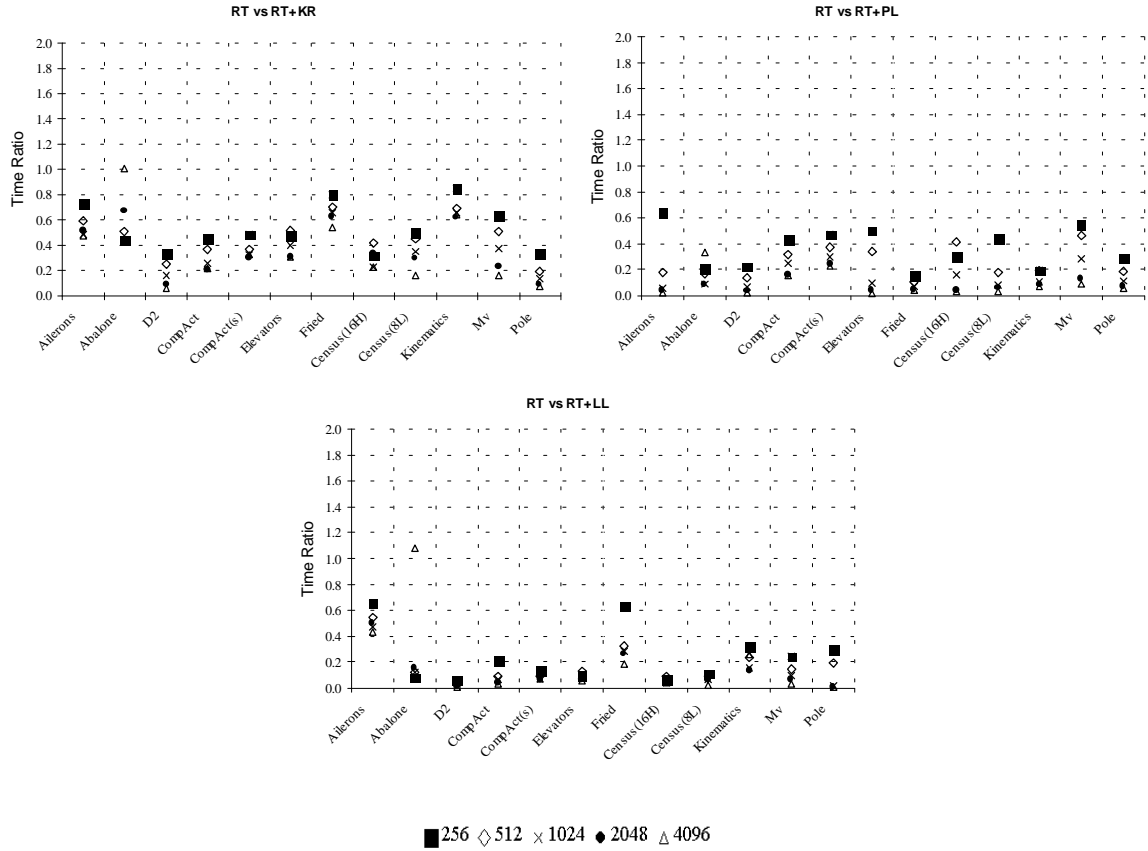 RT vs RT+KR
2.0
1.8
1.6
1.4
1.2
1.0
0.8
0.6
0.4
0.2
0.0
Time Ratio
Ailerons
Abalone
D2
CompAct
CompAct(s)
Elevators
Fried
Census(16H)
Census(8L)
Kinematics
Mv
Pole
RT vs RT+PL
2.0
1.8
1.6
1.4
1.2
1.0
0.8
0.6
0.4
0.2
0.0
Time Ratio
Ailerons
Abalone
D2
CompAct
CompAct(s)
Elevators
Fried
Census(16H)
Census(8L)
Kinematics
Mv
Pole
RT vs RT+LL
2.0
1.8
1.6
1.4
1.2
1.0
0.8
0.6
0.4
0.2
0.0
Time Ratio
Ailerons
Abalone
D2
CompAct
CompAct(s)
Elevators
Fried
Census(16H)
Census(8L)
Kinematics
Mv
Pole
256 512 1024 2048 4096